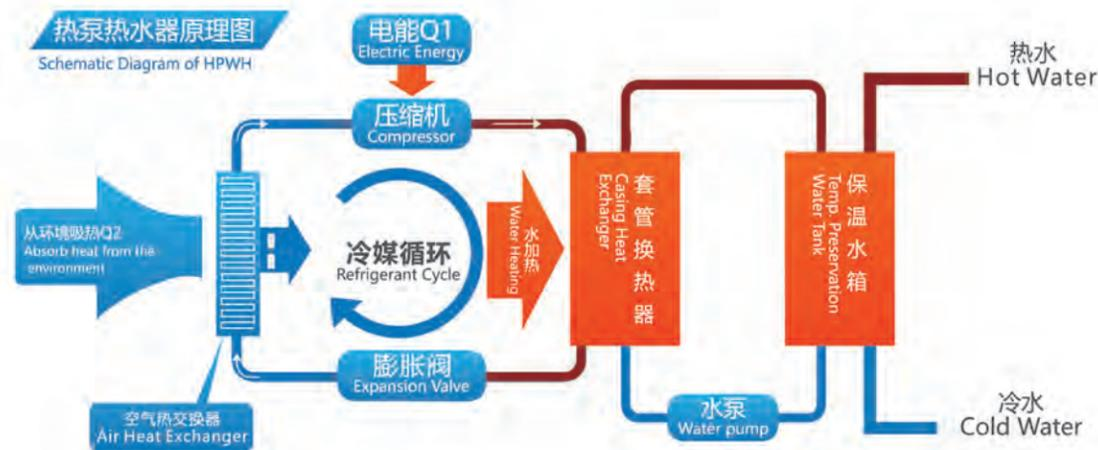 热泵热水器原理图
Schematic Diagram of HPWH
电能Q1
Electric Energy
压缩机
Compressor
热水
Hot Water
从环境吸热Q2
Absorb heat from the
environment
冷媒循环
Refrigerant Cycle
水加热
Water Heating
套管换热器
Casing Heat
Exchanger
保温水箱
Temp. Preservation
Water Tank
膨胀阀
Expansion Valve
空气热交换器
Air Heat Exchanger
水泵
Water pump
冷水
Cold Water